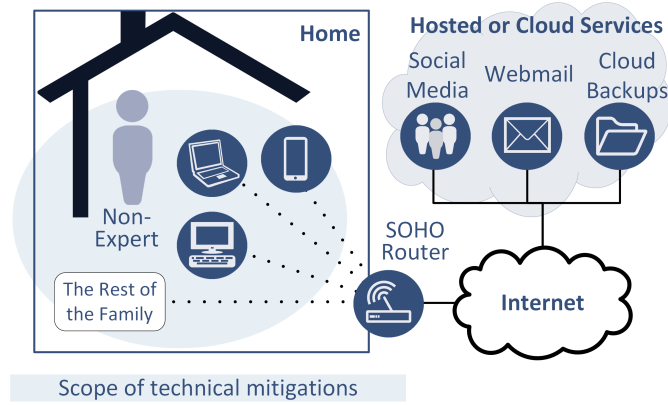 Home
Hosted or Cloud Services
Social
Media
Webmail
Cloud
Backups
Non-
Expert
SOHO
Router
The Rest of
the Family
Internet
Scope of technical mitigations